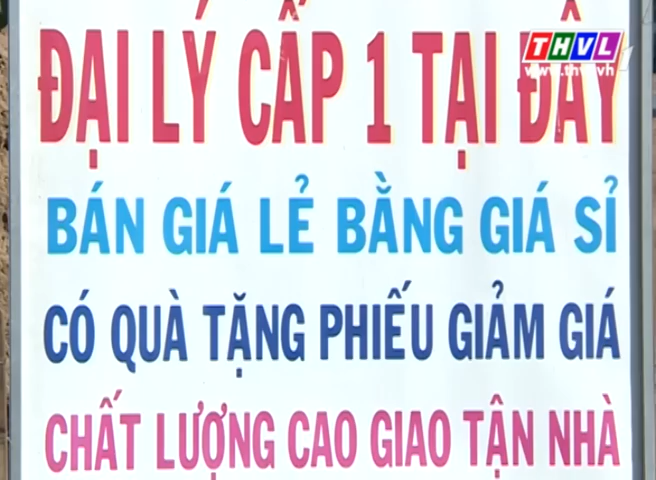 THVL
ĐẠI LÝ CẤP 1 TẠI ĐÂY
BÁN GIÁ LẺ BẰNG GIÁ SỈ
CÓ QUÀ TẶNG PHIẾU GIẢM GIÁ
CHẤT LƯỢNG CAO GIAO TẬN NHÀ